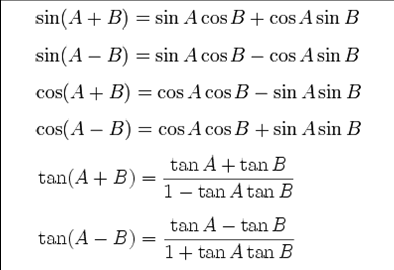 sin(A + B) = sin A cos B + cos A sin B
sin(A − B) = sin A cos B − cos A sin B
cos(A + B) = cos A cos B − sin A sin B
cos(A − B) = cos A cos B + sin A sin B
tan(A + B) = (tan A + tan B) / (1 − tan A tan B)
tan(A − B) = (tan A − tan B) / (1 + tan A tan B)